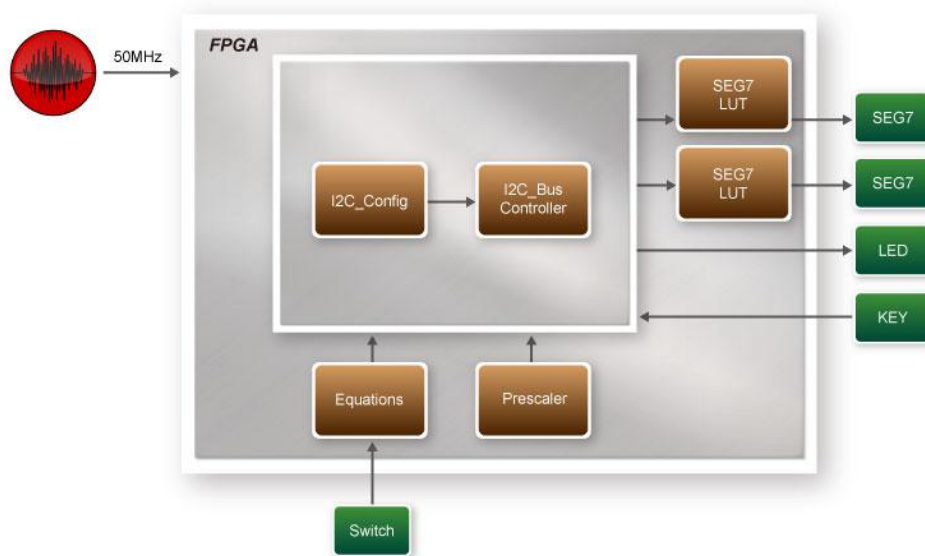 FPGA
50MHz
SEG7
LUT
SEG7
I2C_Config
I2C_Bus
Controller
SEG7
LUT
SEG7
LED
KEY
Equations
Prescaler
Switch